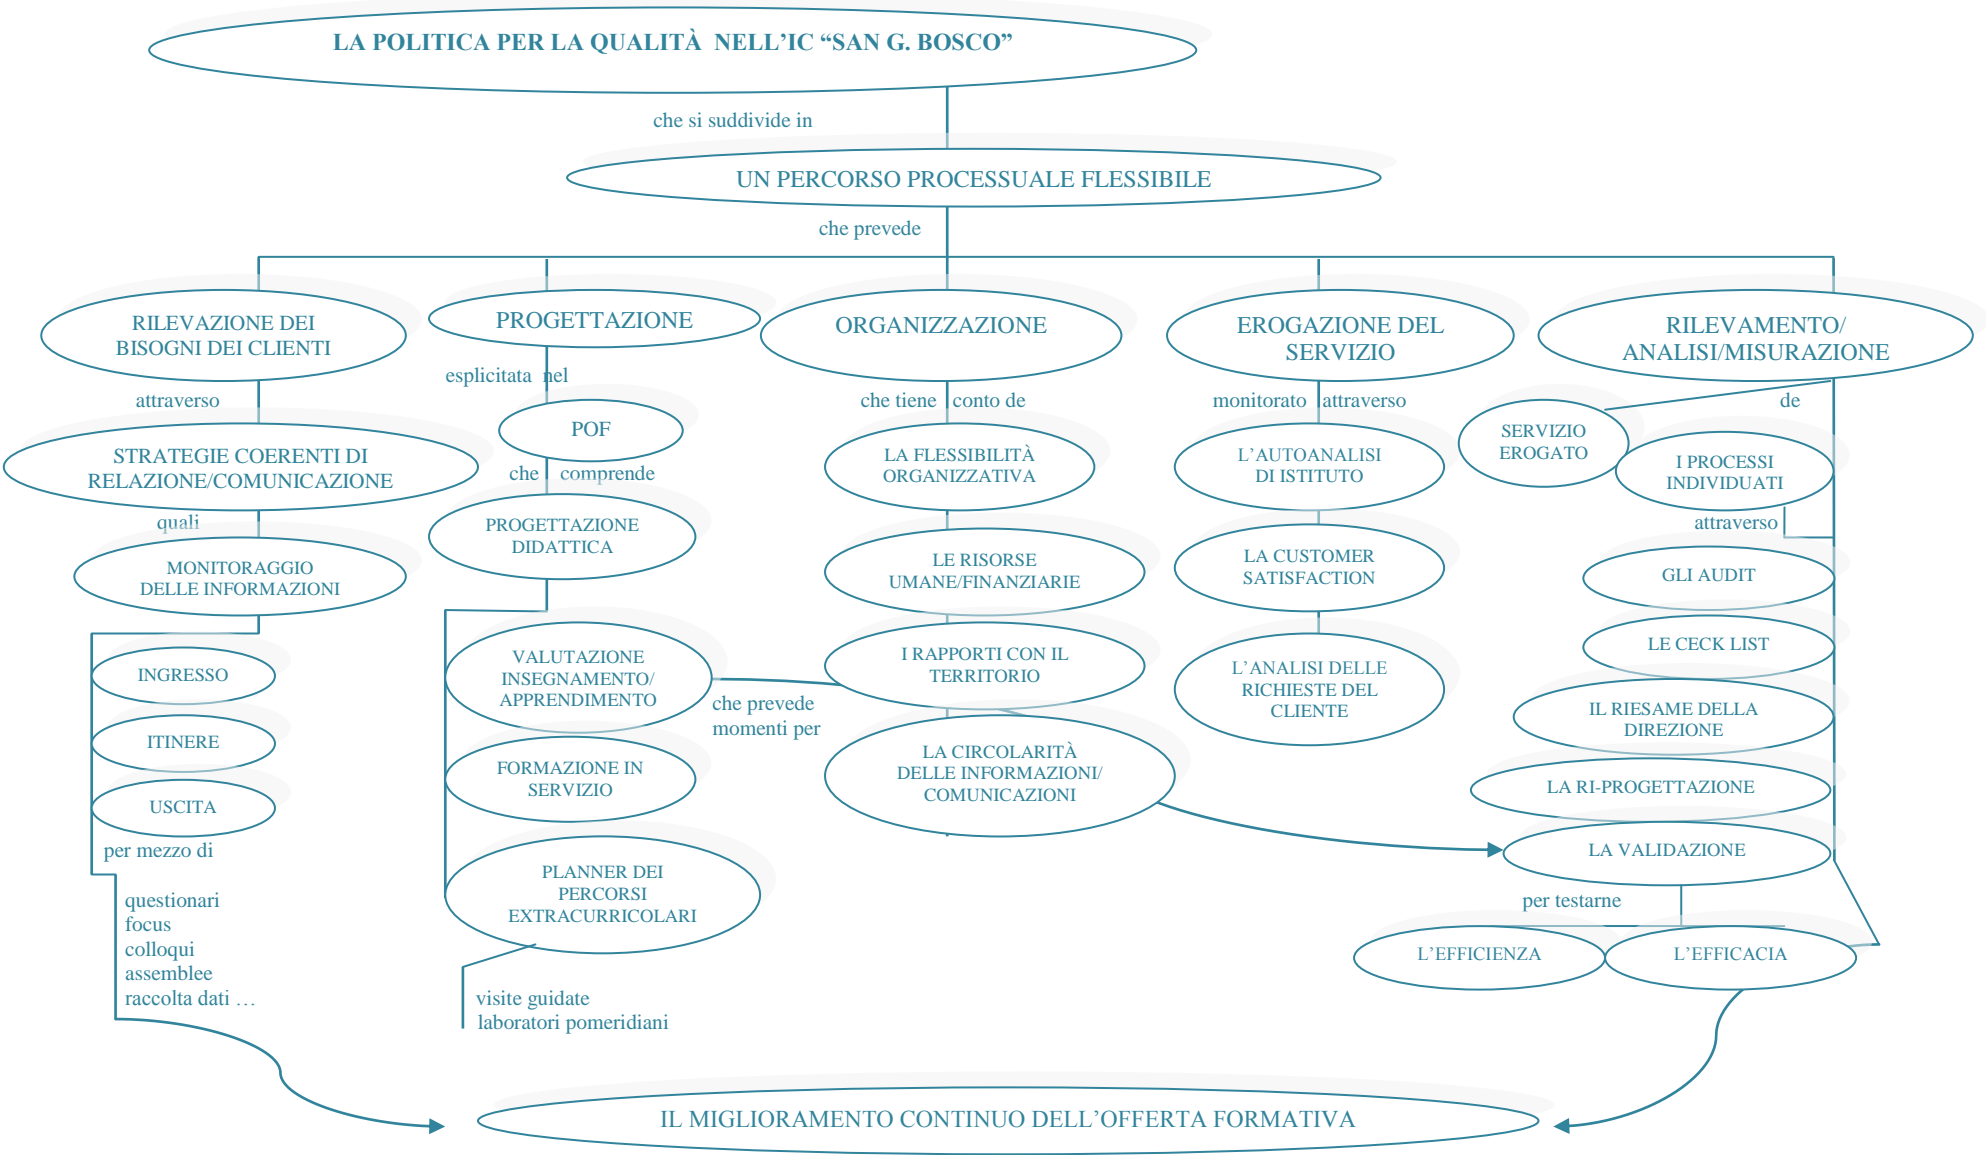 LA POLITICA PER LA QUALITÀ NELL’IC “SAN G. BOSCO”
che si suddivide in
UN PERCORSO PROCESSUALE FLESSIBILE
che prevede
RILEVAZIONE DEI
BISOGNI DEI CLIENTI
attraverso
STRATEGIE COERENTI DI
RELAZIONE/COMUNICAZIONE
quali
MONITORAGGIO
DELLE INFORMAZIONI
INGRESSO
ITINERE
USCITA
per mezzo di
questionari
focus
colloqui
assemblee
raccolta dati …
PROGETTAZIONE
esplicitata nel
POF
che comprende
PROGETTAZIONE
DIDATTICA
VALUTAZIONE
INSEGNAMENTO/
APPRENDIMENTO
che prevede
momenti per
FORMAZIONE IN
SERVIZIO
PLANNER DEI
PERCORSI
EXTRACURRICOLARI
visite guidate
laboratori pomeridiani
ORGANIZZAZIONE
che tiene conto de
LA FLESSIBILITÀ
ORGANIZZATIVA
LE RISORSE
UMANE/FINANZIARIE
I RAPPORTI CON IL
TERRITORIO
LA CIRCOLARITÀ
DELLE INFORMAZIONI/
COMUNICAZIONI
EROGAZIONE DEL
SERVIZIO
monitorato attraverso
L’AUTOANALISI
DI ISTITUTO
LA CUSTOMER
SATISFACTION
L’ANALISI DELLE
RICHIESTE DEL
CLIENTE
RILEVAMENTO/
ANALISI/MISURAZIONE
de
SERVIZIO
EROGATO
I PROCESSI
INDIVIDUATI
attraverso
GLI AUDIT
LE CECK LIST
IL RIESAME DELLA
DIREZIONE
LA RI-PROGETTAZIONE
LA VALIDAZIONE
per testarne
L’EFFICIENZA
L’EFFICACIA
IL MIGLIORAMENTO CONTINUO DELL’OFFERTA FORMATIVA